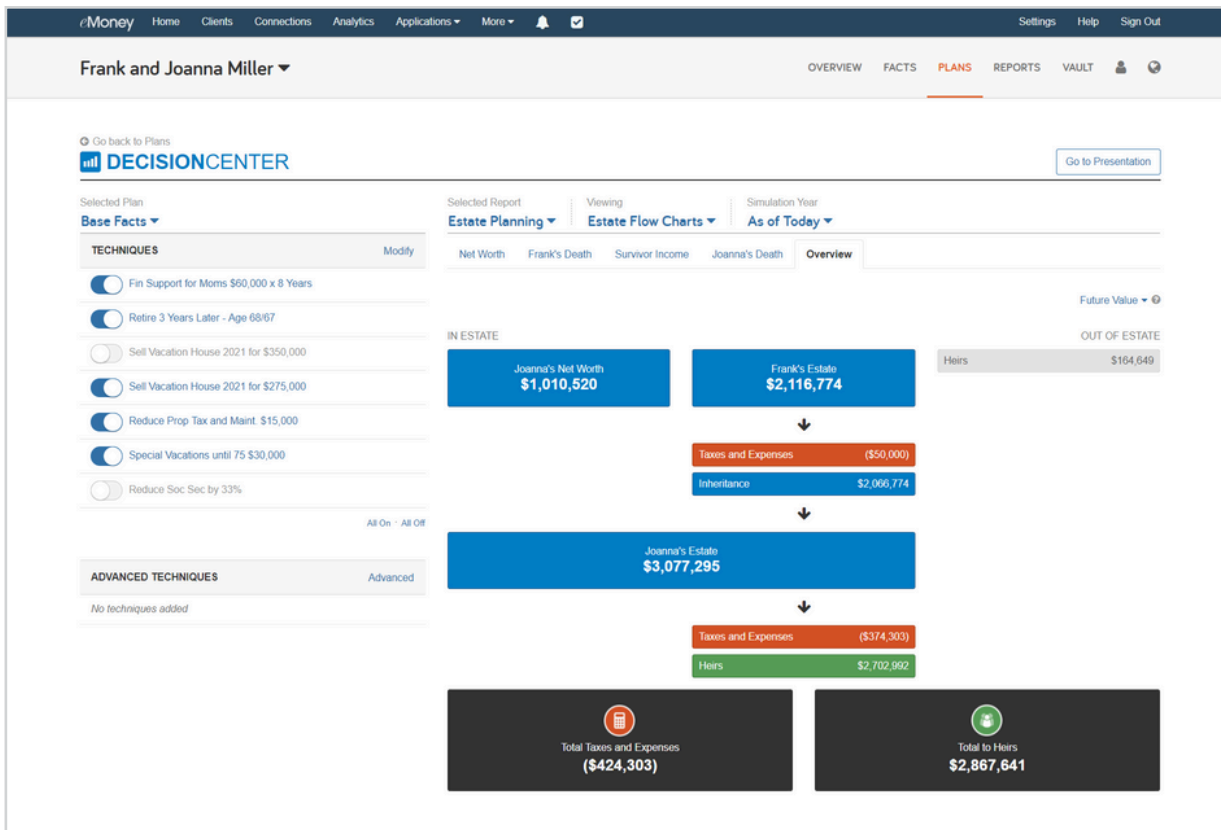 eMoney Home Clients Connections Analytics Applications More Settings Help Sign Out
Frank and Joanna Miller OVERVIEW FACTS PLANS REPORTS VAULT
Go back to Plans
DECISIONCENTER
Go to Presentation
Selected Plan
Base Facts
Selected Report
Estate Planning
Viewing
Estate Flow Charts
Simulation Year
As of Today
TECHNIQUES Modify
Fin Support for Moms $60,000 x 8 Years
Retire 3 Years Later - Age 68/67
Sell Vacation House 2021 for $350,000
Sell Vacation House 2021 for $275,000
Reduce Prop Tax and Maint. $15,000
Special Vacations until 75 $30,000
Reduce Soc Sec by 33%
All On · All Off
ADVANCED TECHNIQUES Advanced
No techniques added
Net Worth Frank's Death Survivor Income Joanna's Death Overview
Future Value
IN ESTATE OUT OF ESTATE
Joanna's Net Worth
$1,010,520
Frank's Estate
$2,116,774
Heirs $164,649
Taxes and Expenses ($50,000)
Inheritance $2,066,774
Joanna's Estate
$3,077,295
Taxes and Expenses ($374,303)
Heirs $2,702,992
Total Taxes and Expenses
($424,303)
Total to Heirs
$2,867,641